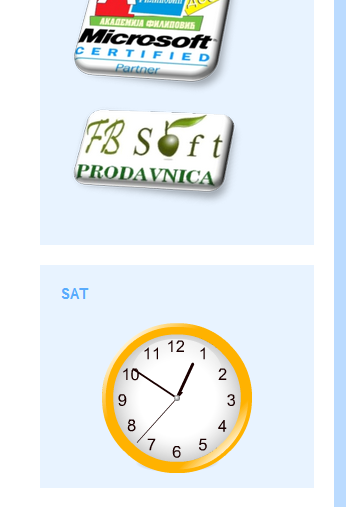 АКАДЕМИЈА ФИЛИПОВИЋ
Microsoft
CERTIFIED
Partner
FB Soft
PRODAVNICA
SAT
12
11 1
10 2
9 3
8 4
7 5
6